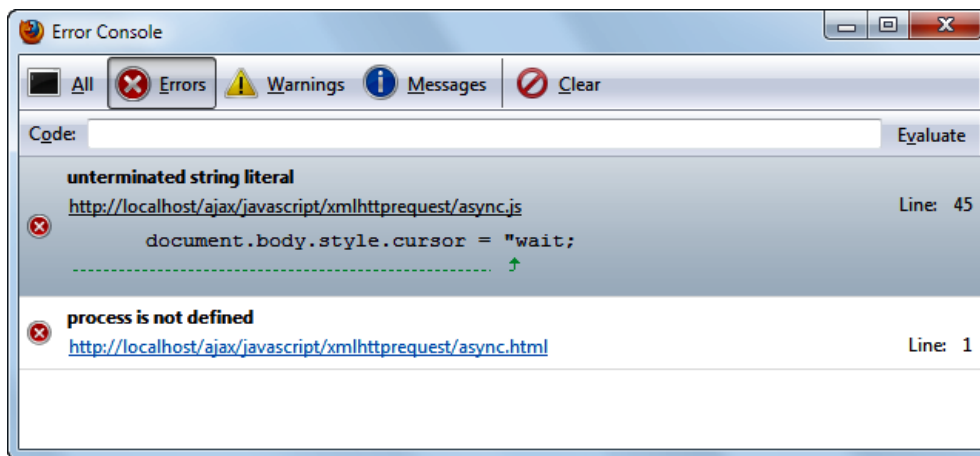 Error Console
All Errors Warnings Messages Clear
Code: Evaluate
unterminated string literal
http://localhost/ajax/javascript/xmlhttprequest/async.js Line: 45
document.body.style.cursor = "wait;
process is not defined
http://localhost/ajax/javascript/xmlhttprequest/async.html Line: 1